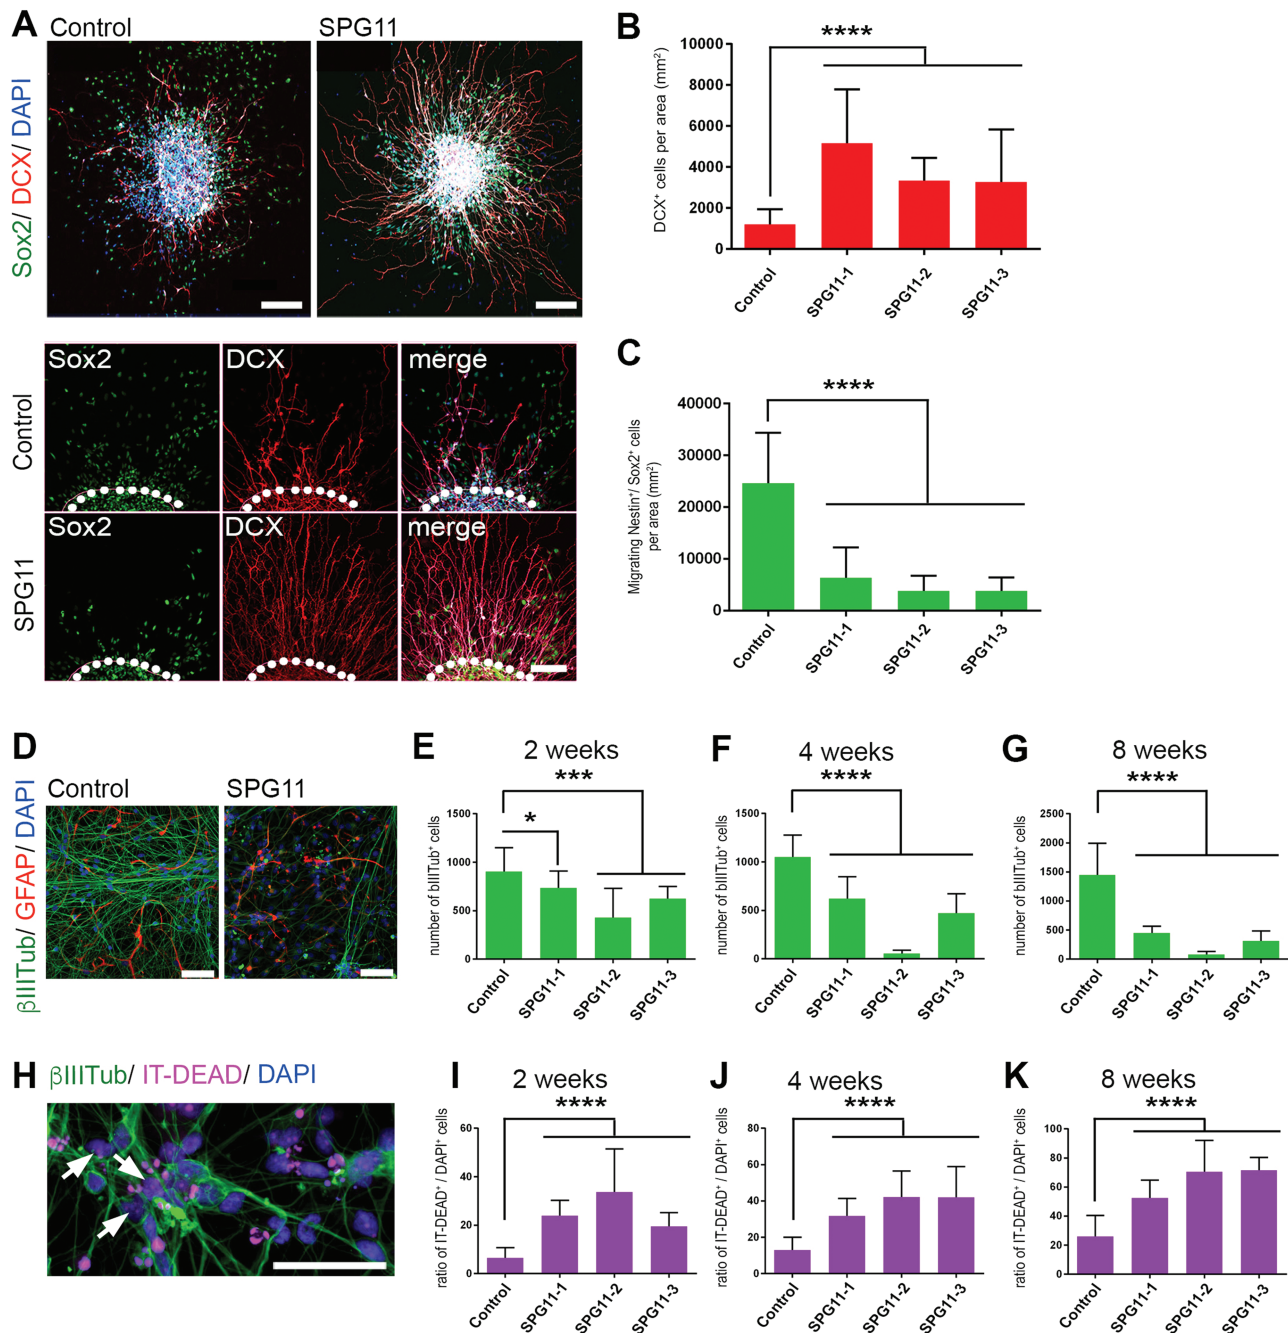 A
Control
SPG11
Sox2/ DCX/ DAPI
Sox2
DCX
merge
Control
Sox2
DCX
merge
SPG11
B
****
DCX⁺ cells per area (mm²)
10000
8000
6000
4000
2000
0
Control
SPG11-1
SPG11-2
SPG11-3
C
****
Migrating Nestin⁺/ Sox2⁺ cells
per area (mm²)
40000
30000
20000
10000
0
Control
SPG11-1
SPG11-2
SPG11-3
D
Control
SPG11
βIIITub/ GFAP/ DAPI
E
2 weeks
***
*
number of bIIITub⁺ cells
1500
1000
500
0
Control
SPG11-1
SPG11-2
SPG11-3
F
4 weeks
****
number of bIIITub⁺ cells
1500
1000
500
0
Control
SPG11-1
SPG11-2
SPG11-3
G
8 weeks
****
number of bIIITub⁺ cells
2500
2000
1500
1000
500
0
Control
SPG11-1
SPG11-2
SPG11-3
H
βIIITub/ IT-DEAD/ DAPI
I
2 weeks
****
ratio of IT-DEAD⁺ / DAPI⁺ cells
60
40
20
0
Control
SPG11-1
SPG11-2
SPG11-3
J
4 weeks
****
ratio of IT-DEAD⁺ / DAPI⁺ cells
80
60
40
20
0
Control
SPG11-1
SPG11-2
SPG11-3
K
8 weeks
****
ratio of IT-DEAD⁺ / DAPI⁺ cells
100
80
60
40
20
0
Control
SPG11-1
SPG11-2
SPG11-3